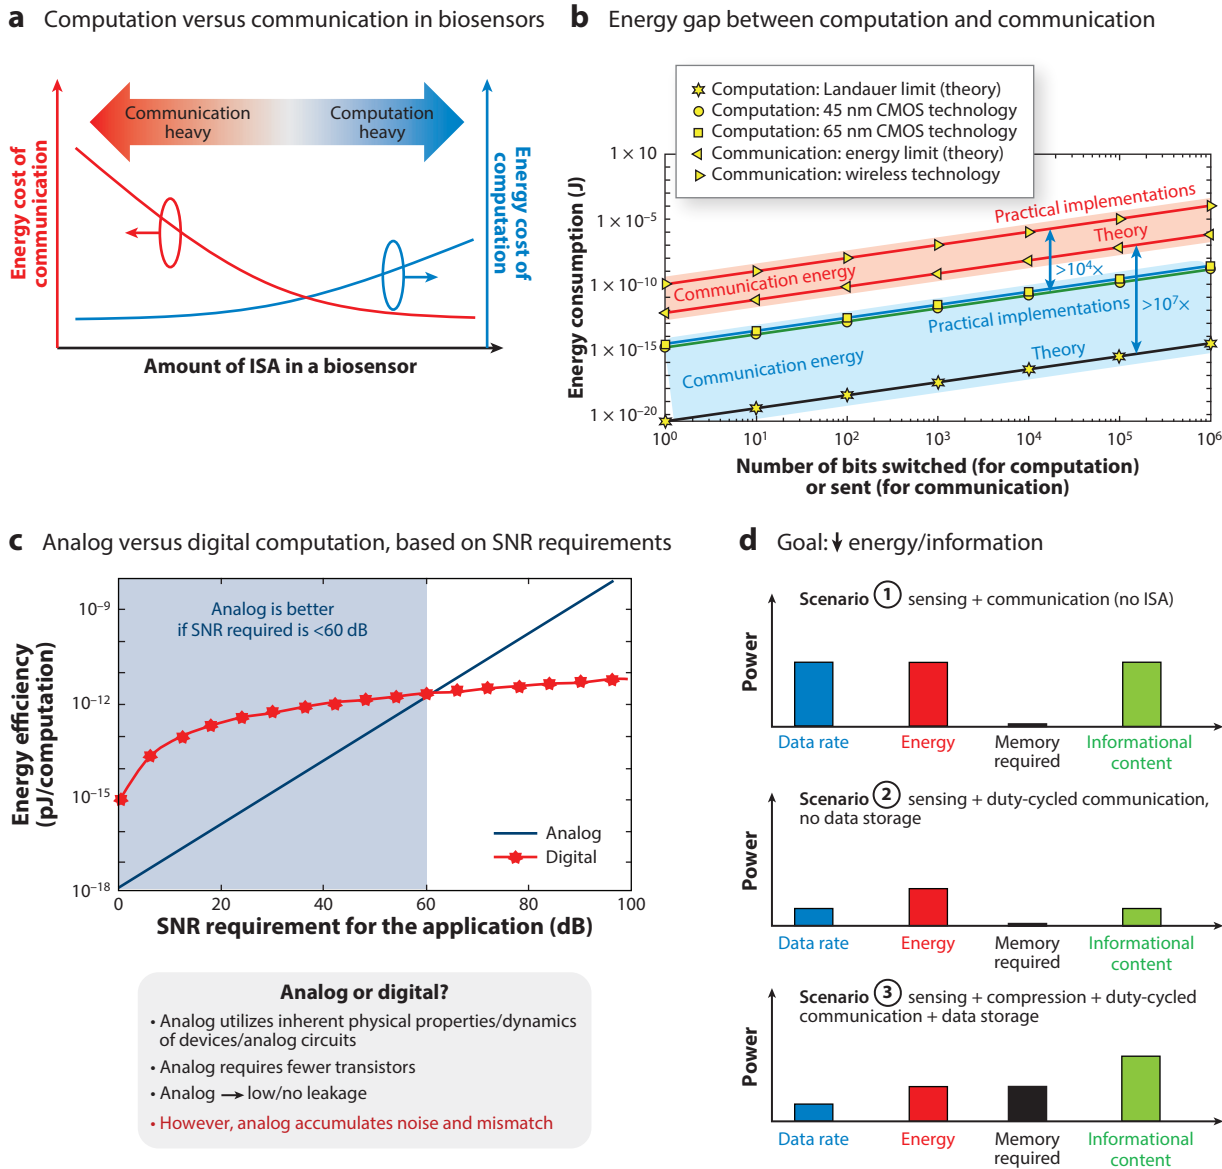 a Computation versus communication in biosensors
Energy cost of
communication
Communication
heavy
Computation
heavy
Energy cost of
computation
Amount of ISA in a biosensor
b Energy gap between computation and communication
Computation: Landauer limit (theory)
Computation: 45 nm CMOS technology
Computation: 65 nm CMOS technology
Communication: energy limit (theory)
Communication: wireless technology
Energy consumption (J)
1 × 10
1 × 10⁻⁵
1 × 10⁻¹⁰
1 × 10⁻¹⁵
1 × 10⁻²⁰
Practical implementations
Theory
Communication energy
>10⁴×
Practical implementations
>10⁷×
Theory
Communication energy
10⁰ 10¹ 10² 10³ 10⁴ 10⁵ 10⁶
Number of bits switched (for computation)
or sent (for communication)
c Analog versus digital computation, based on SNR requirements
Energy efficiency
(pJ/computation)
10⁻⁹
10⁻¹²
10⁻¹⁵
10⁻¹⁸
Analog is better
if SNR required is <60 dB
Analog
Digital
0 20 40 60 80 100
SNR requirement for the application (dB)
Analog or digital?
• Analog utilizes inherent physical properties/dynamics
of devices/analog circuits
• Analog requires fewer transistors
• Analog → low/no leakage
• However, analog accumulates noise and mismatch
d Goal: ↓ energy/information
Scenario 1 sensing + communication (no ISA)
Power
Data rate
Energy
Memory
required
Informational
content
Scenario 2 sensing + duty-cycled communication,
no data storage
Power
Data rate
Energy
Memory
required
Informational
content
Scenario 3 sensing + compression + duty-cycled
communication + data storage
Power
Data rate
Energy
Memory
required
Informational
content